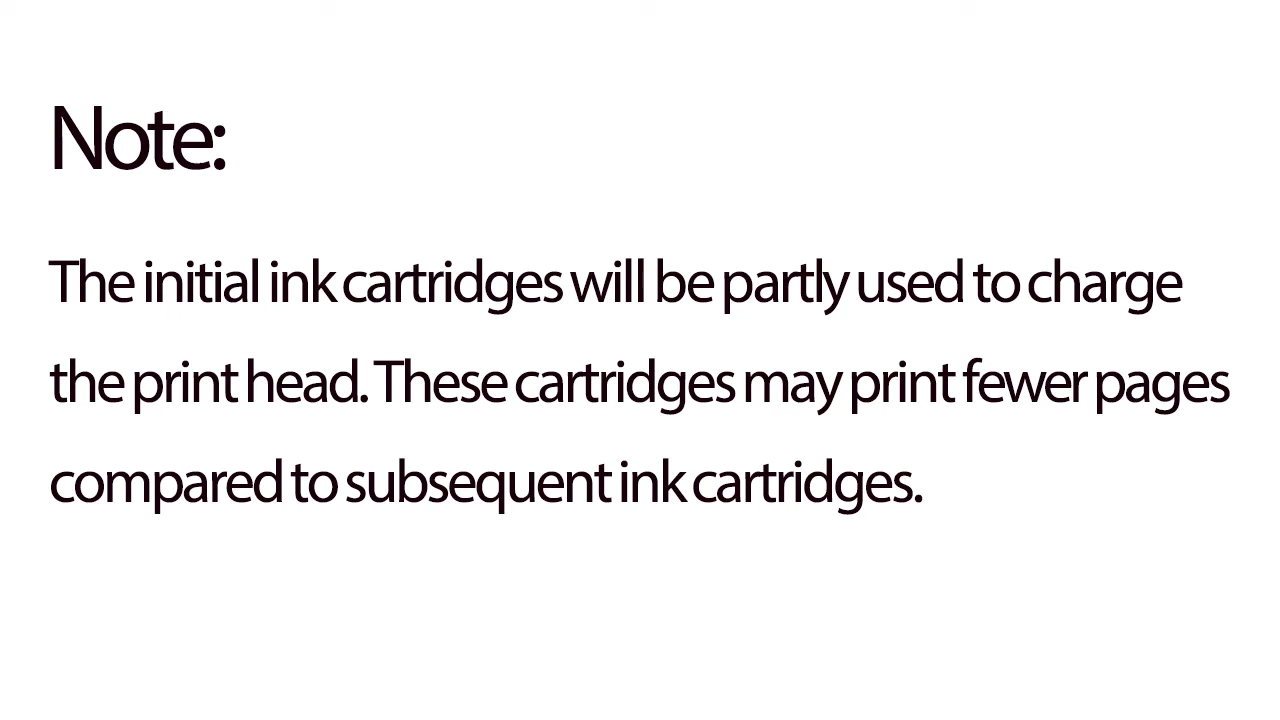 Note:
The initial ink cartridges will be partly used to charge
the print head. These cartridges may print fewer pages
compared to subsequent ink cartridges.